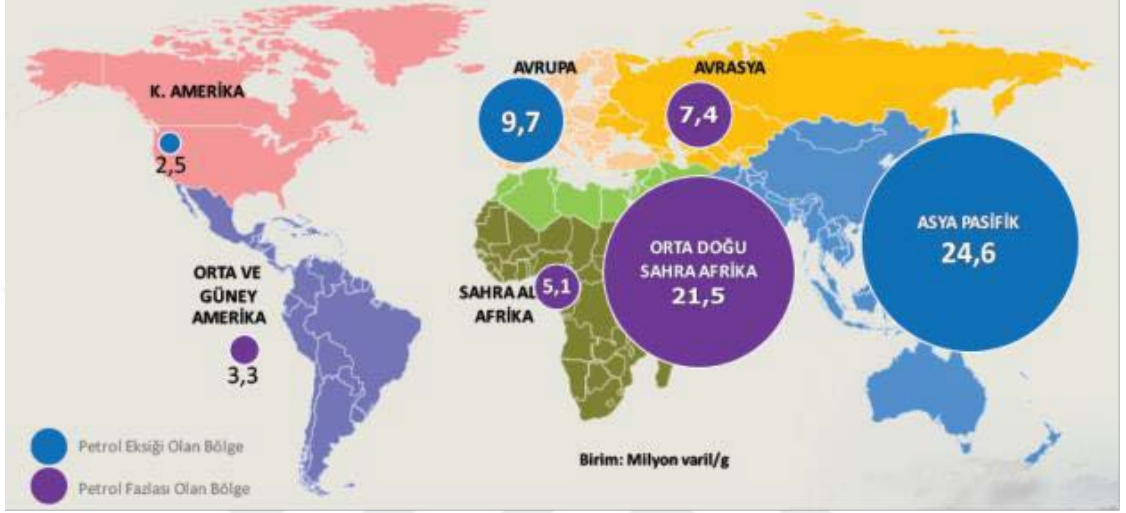 K. AMERİKA
2,5
AVRUPA
9,7
AVRASYA
7,4
ORTA VE
GÜNEY
AMERİKA
3,3
SAHRA AL
AFRİKA
5,1
ORTA DOĞU
SAHRA AFRİKA
21,5
ASYA PASİFİK
24,6
Petrol Eksiği Olan Bölge
Petrol Fazlası Olan Bölge
Birim: Milyon varil/g